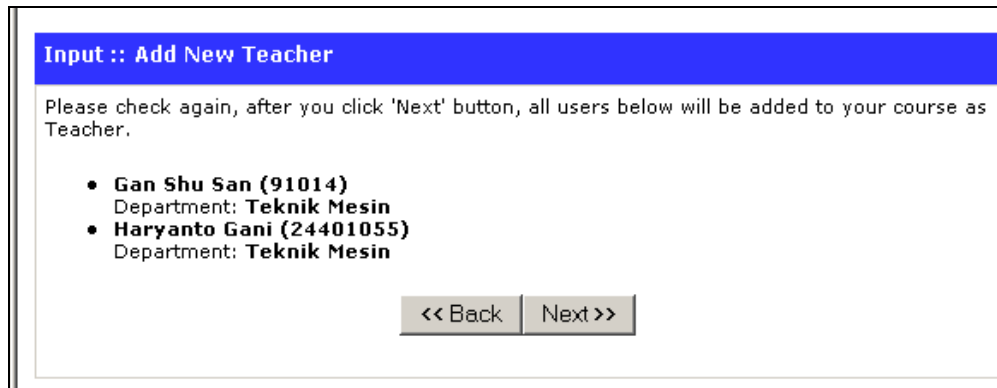 Input :: Add New Teacher
Please check again, after you click 'Next' button, all users below will be added to your course as
Teacher.
• Gan Shu San (91014)
Department: Teknik Mesin
• Haryanto Gani (24401055)
Department: Teknik Mesin
<< Back Next >>